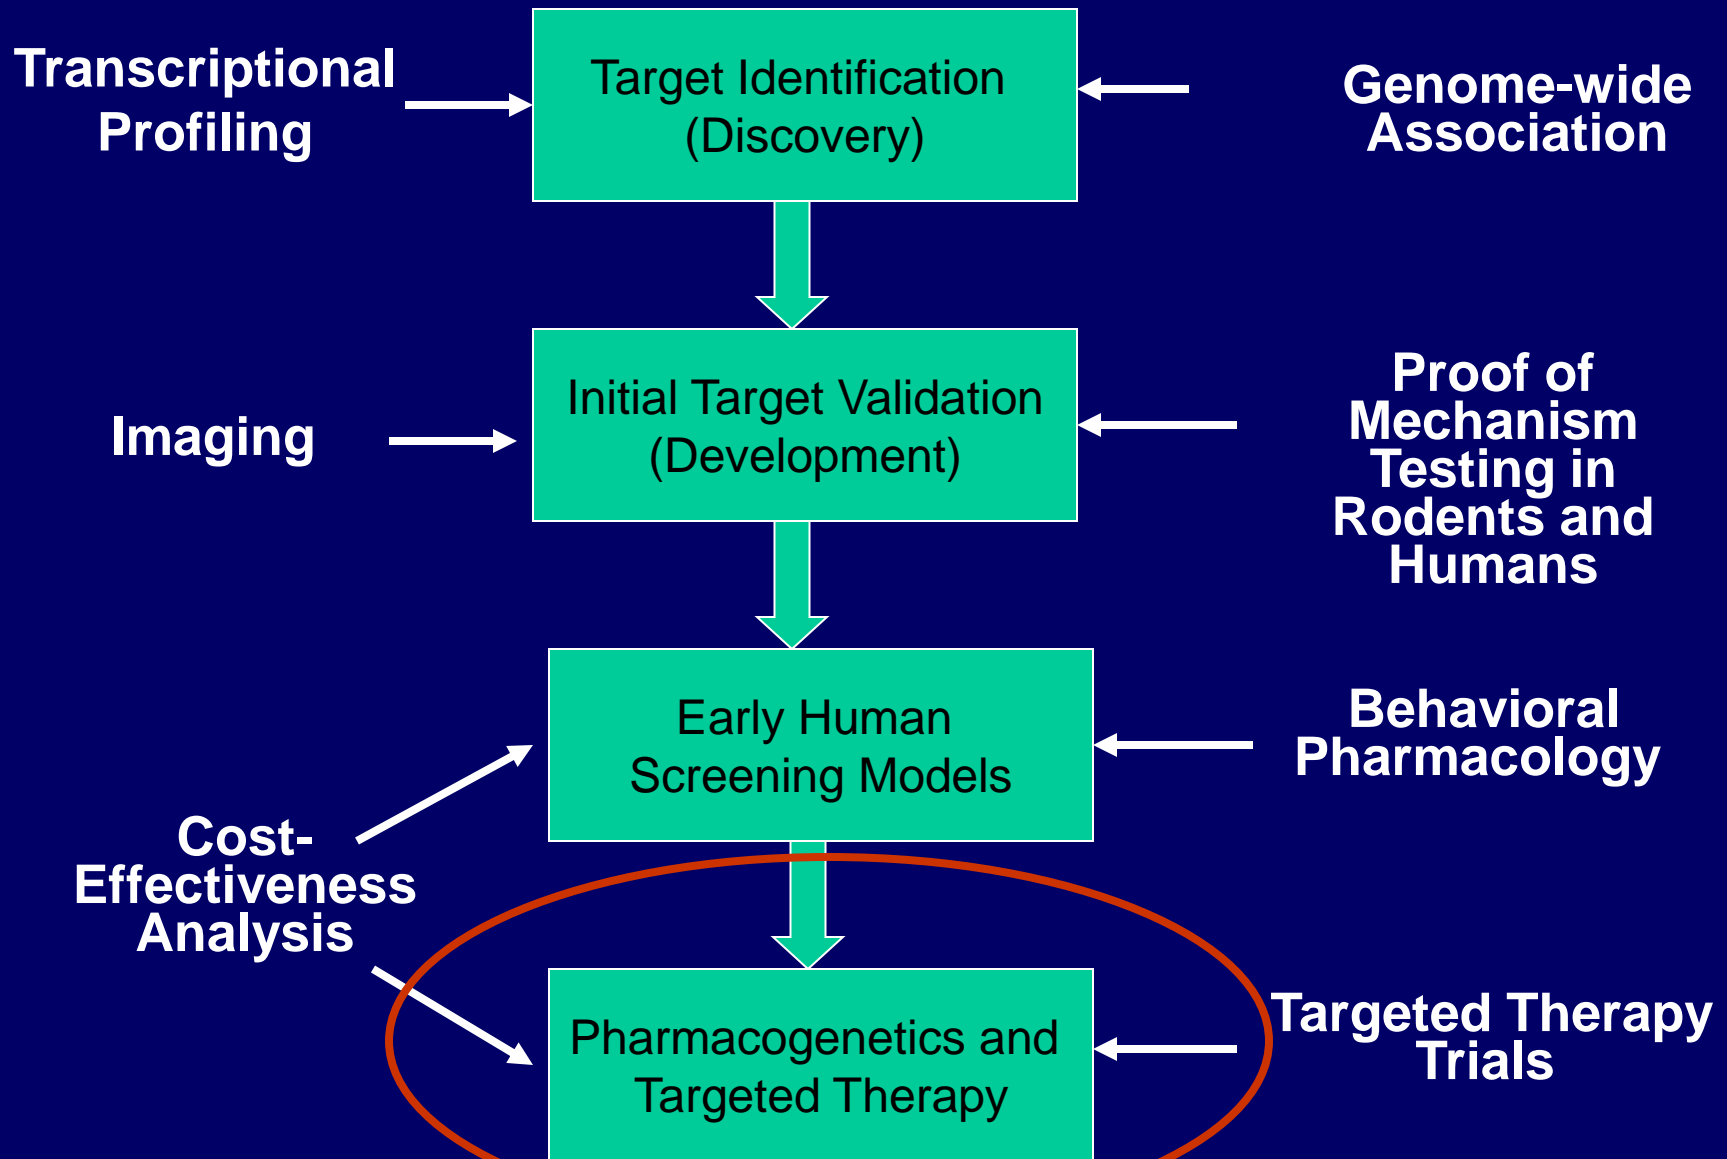 Transcriptional
Profiling
Target Identification
(Discovery)
Genome-wide
Association
Imaging
Initial Target Validation
(Development)
Proof of
Mechanism
Testing in
Rodents and
Humans
Early Human
Screening Models
Behavioral
Pharmacology
Cost-
Effectiveness
Analysis
Pharmacogenetics and
Targeted Therapy
Targeted Therapy
Trials